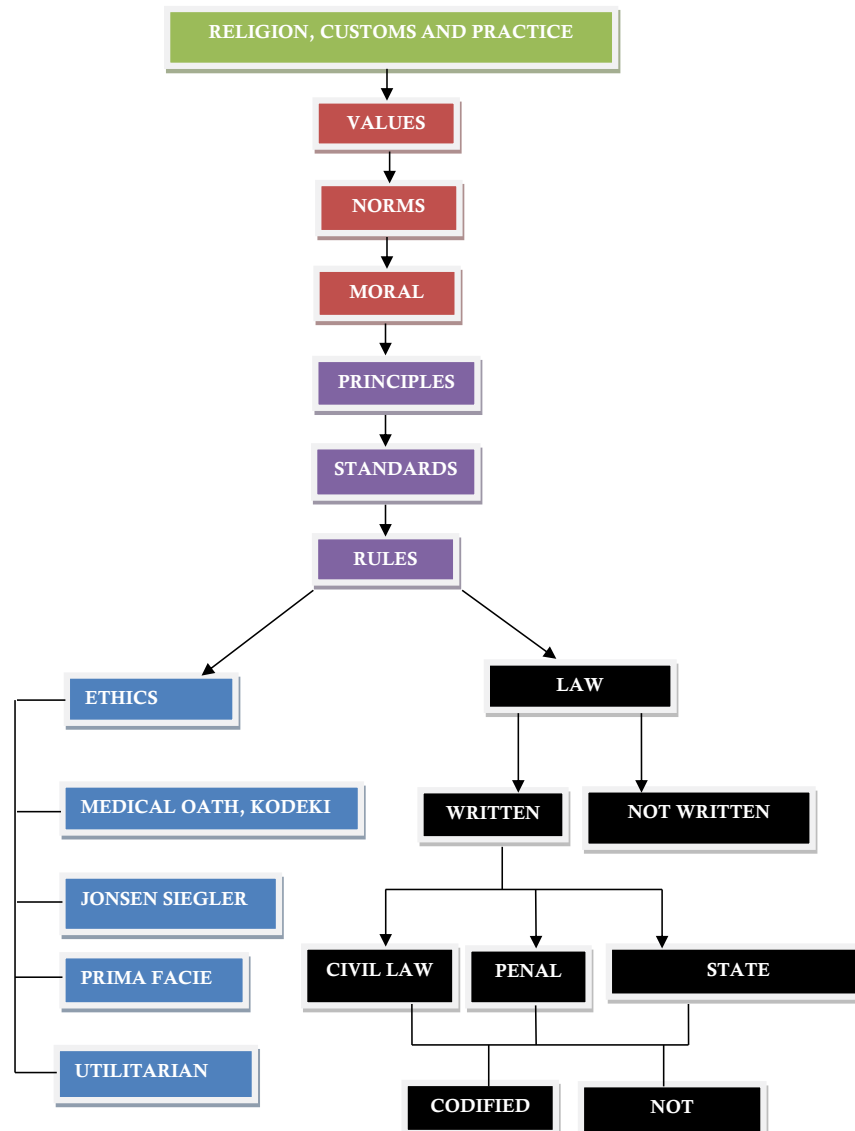 RELIGION, CUSTOMS AND PRACTICE
VALUES
NORMS
MORAL
PRINCIPLES
STANDARDS
RULES
ETHICS
LAW
MEDICAL OATH, KODEKI
WRITTEN
NOT WRITTEN
JONSEN SIEGLER
PRIMA FACIE
CIVIL LAW
PENAL
STATE
UTILITARIAN
CODIFIED
NOT